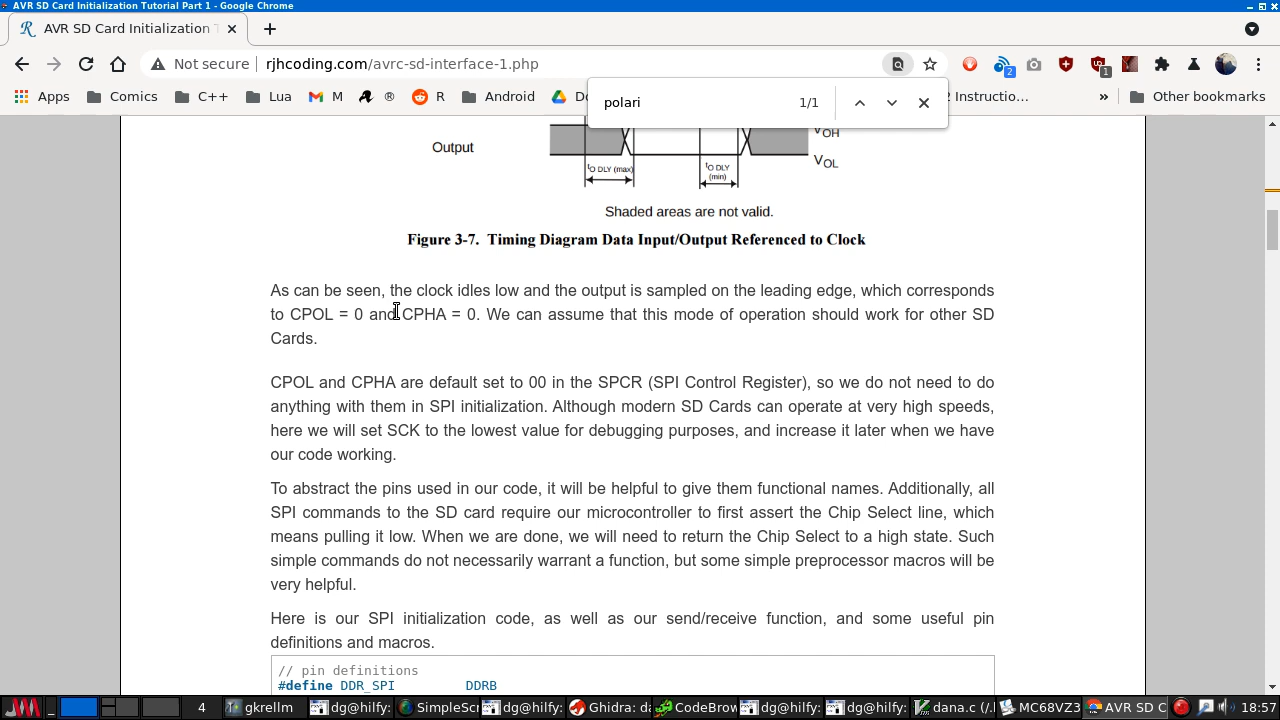 AVR SD Card Initialization Tutorial Part 1 - Google Chrome
AVR SD Card Initialization
Not secure rjhcoding.com/avrc-sd-interface-1.php
2 1
Apps Comics C++ Lua M ® R Android 2 Instructio… » Other bookmarks
polari 1/1
Output
VOH
VOL
tO DLY (max)
tO DLY (min)
Shaded areas are not valid.
Figure 3-7. Timing Diagram Data Input/Output Referenced to Clock
As can be seen, the clock idles low and the output is sampled on the leading edge, which corresponds
to CPOL = 0 and CPHA = 0. We can assume that this mode of operation should work for other SD
Cards.
CPOL and CPHA are default set to 00 in the SPCR (SPI Control Register), so we do not need to do
anything with them in SPI initialization. Although modern SD Cards can operate at very high speeds,
here we will set SCK to the lowest value for debugging purposes, and increase it later when we have
our code working.
To abstract the pins used in our code, it will be helpful to give them functional names. Additionally, all
SPI commands to the SD card require our microcontroller to first assert the Chip Select line, which
means pulling it low. When we are done, we will need to return the Chip Select to a high state. Such
simple commands do not necessarily warrant a function, but some simple preprocessor macros will be
very helpful.
Here is our SPI initialization code, as well as our send/receive function, and some useful pin
definitions and macros.
// pin definitions
#define DDR_SPI DDRB
_ 4 gkrellm dg@hilfy: SimpleSc dg@hilfy: Ghidra: da CodeBrow dg@hilfy: dg@hilfy: dana.c (/. MC68VZ3 AVR SD C 18:57